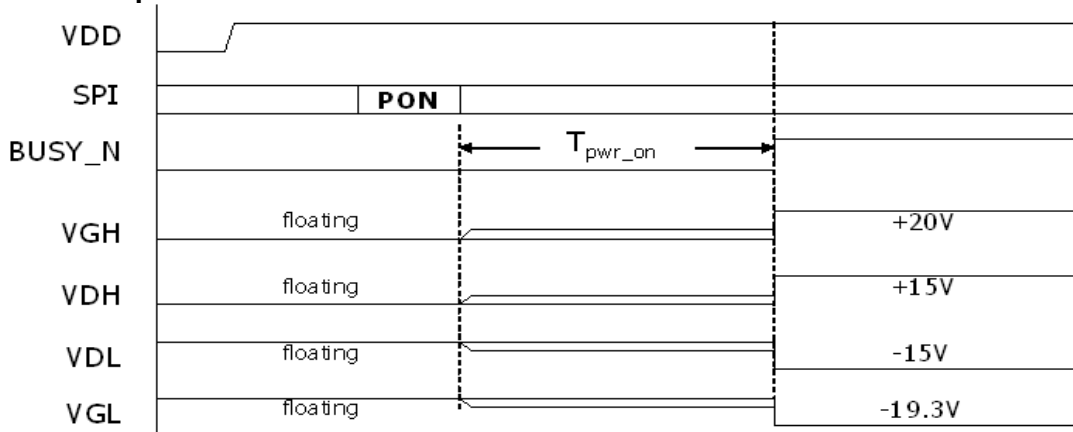 VDD
SPI PON
BUSY_N T_pwr_on
VGH floating +20V
VDH floating +15V
VDL floating -15V
VGL floating -19.3V